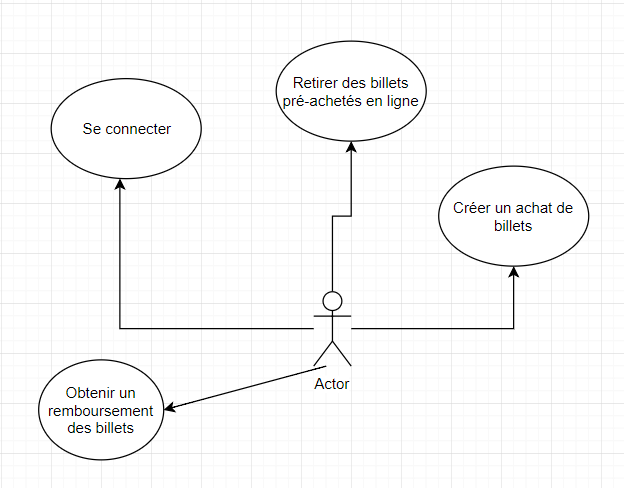 Retirer des billets
pré-achetés en ligne
Se connecter
Créer un achat de
billets
Actor
Obtenir un
remboursement
des billets